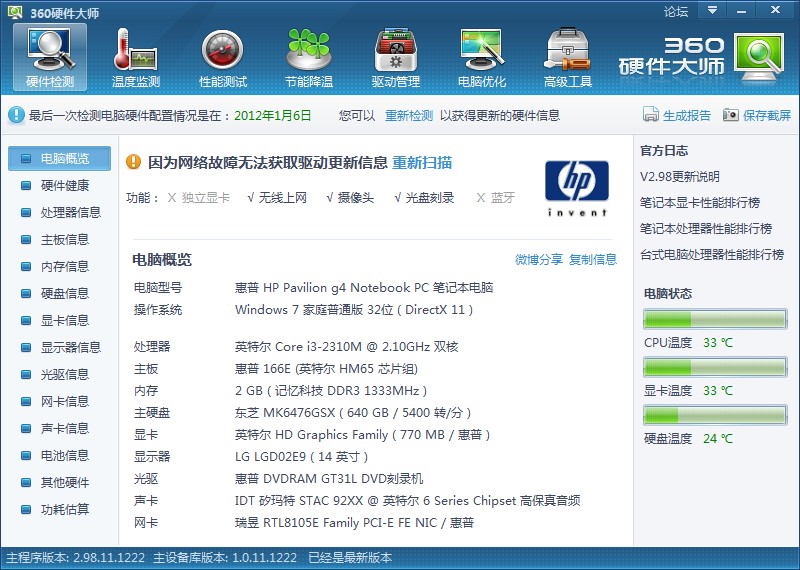 360硬件大师
论坛
硬件检测
温度监测
性能测试
节能降温
驱动管理
电脑优化
高级工具
360
硬件大师
最后一次检测电脑硬件配置情况是在：2012年1月6日 您可以 重新检测 以获得更新的硬件信息
生成报告 保存截屏
电脑概览
硬件健康
处理器信息
主板信息
内存信息
硬盘信息
显卡信息
显示器信息
光驱信息
网卡信息
声卡信息
电池信息
其他硬件
功耗估算
因为网络故障无法获取驱动更新信息 重新扫描
功能： X 独立显卡 √ 无线上网 √ 摄像头 √ 光盘刻录 X 蓝牙
hp
invent
电脑概览 微博分享 复制信息
电脑型号 惠普 HP Pavilion g4 Notebook PC 笔记本电脑
操作系统 Windows 7 家庭普通版 32位 ( DirectX 11 )
处理器 英特尔 Core i3-2310M @ 2.10GHz 双核
主板 惠普 166E (英特尔 HM65 芯片组)
内存 2 GB ( 记忆科技 DDR3 1333MHz )
主硬盘 东芝 MK6476GSX ( 640 GB / 5400 转/分 )
显卡 英特尔 HD Graphics Family ( 770 MB / 惠普 )
显示器 LG LGD02E9 ( 14 英寸 )
光驱 惠普 DVDRAM GT31L DVD刻录机
声卡 IDT 矽玛特 STAC 92XX @ 英特尔 6 Series Chipset 高保真音频
网卡 瑞昱 RTL8105E Family PCI-E FE NIC / 惠普
官方日志
V2.98更新说明
笔记本显卡性能排行榜
笔记本处理器性能排行榜
台式电脑处理器性能排行榜
电脑状态
CPU温度 33 ℃
显卡温度 33 ℃
硬盘温度 24 ℃
主程序版本: 2.98.11.1222 主设备库版本: 1.0.11.1222 已经是最新版本